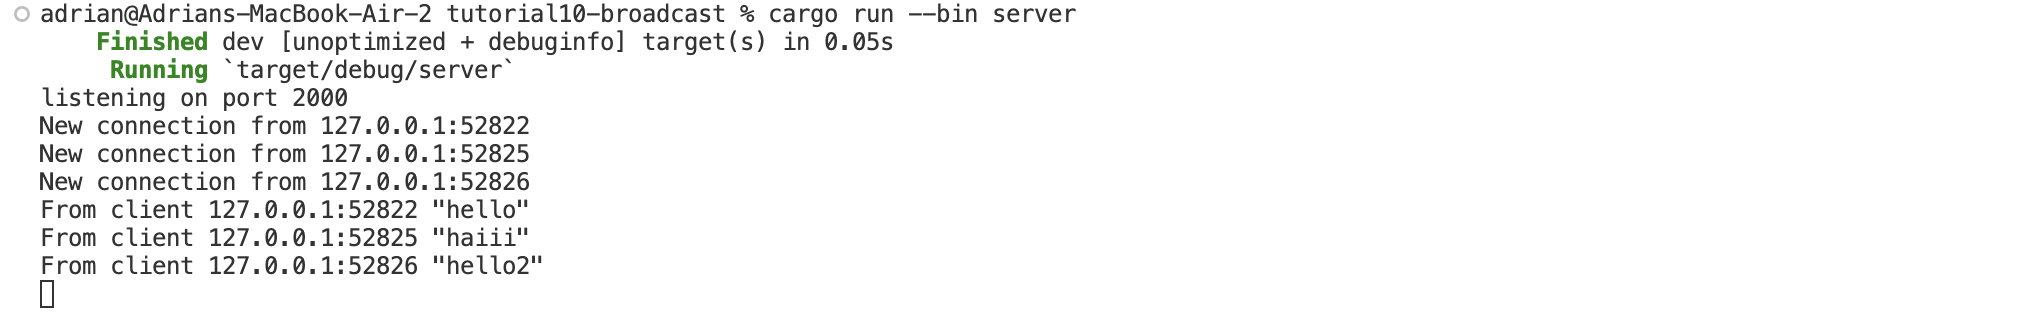 adrian@Adrians-MacBook-Air-2 tutorial10-broadcast % cargo run --bin server
Finished dev [unoptimized + debuginfo] target(s) in 0.05s
Running `target/debug/server`
listening on port 2000
New connection from 127.0.0.1:52822
New connection from 127.0.0.1:52825
New connection from 127.0.0.1:52826
From client 127.0.0.1:52822 "hello"
From client 127.0.0.1:52825 "haiii"
From client 127.0.0.1:52826 "hello2"